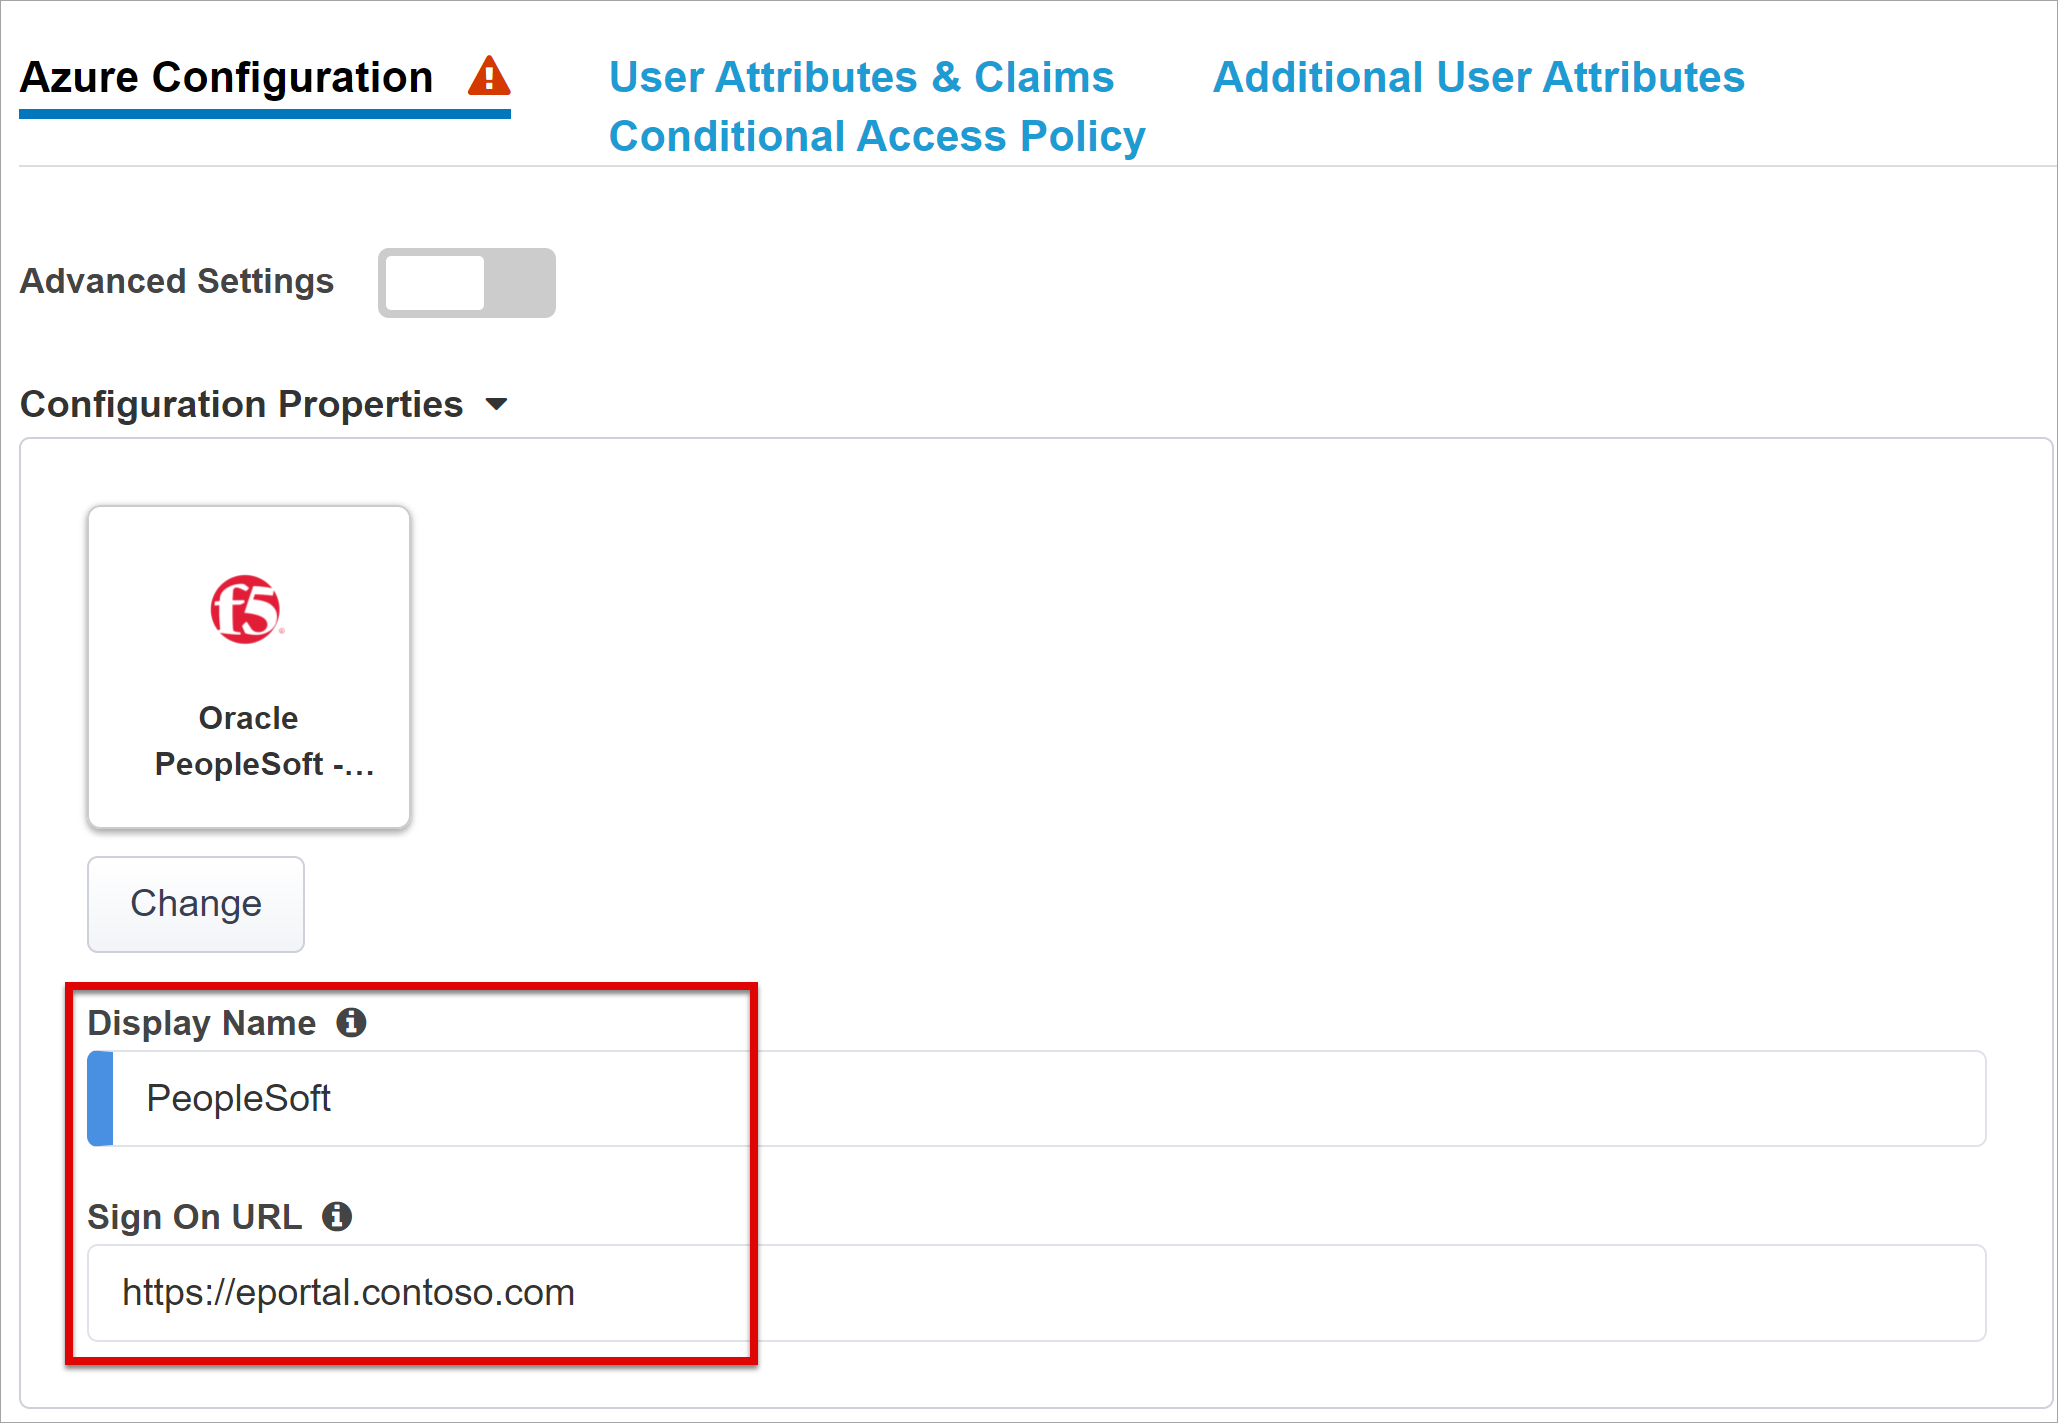 Azure Configuration
User Attributes & Claims
Additional User Attributes
Conditional Access Policy
Advanced Settings
Configuration Properties
f5
Oracle
PeopleSoft -...
Change
Display Name
PeopleSoft
Sign On URL
https://eportal.contoso.com